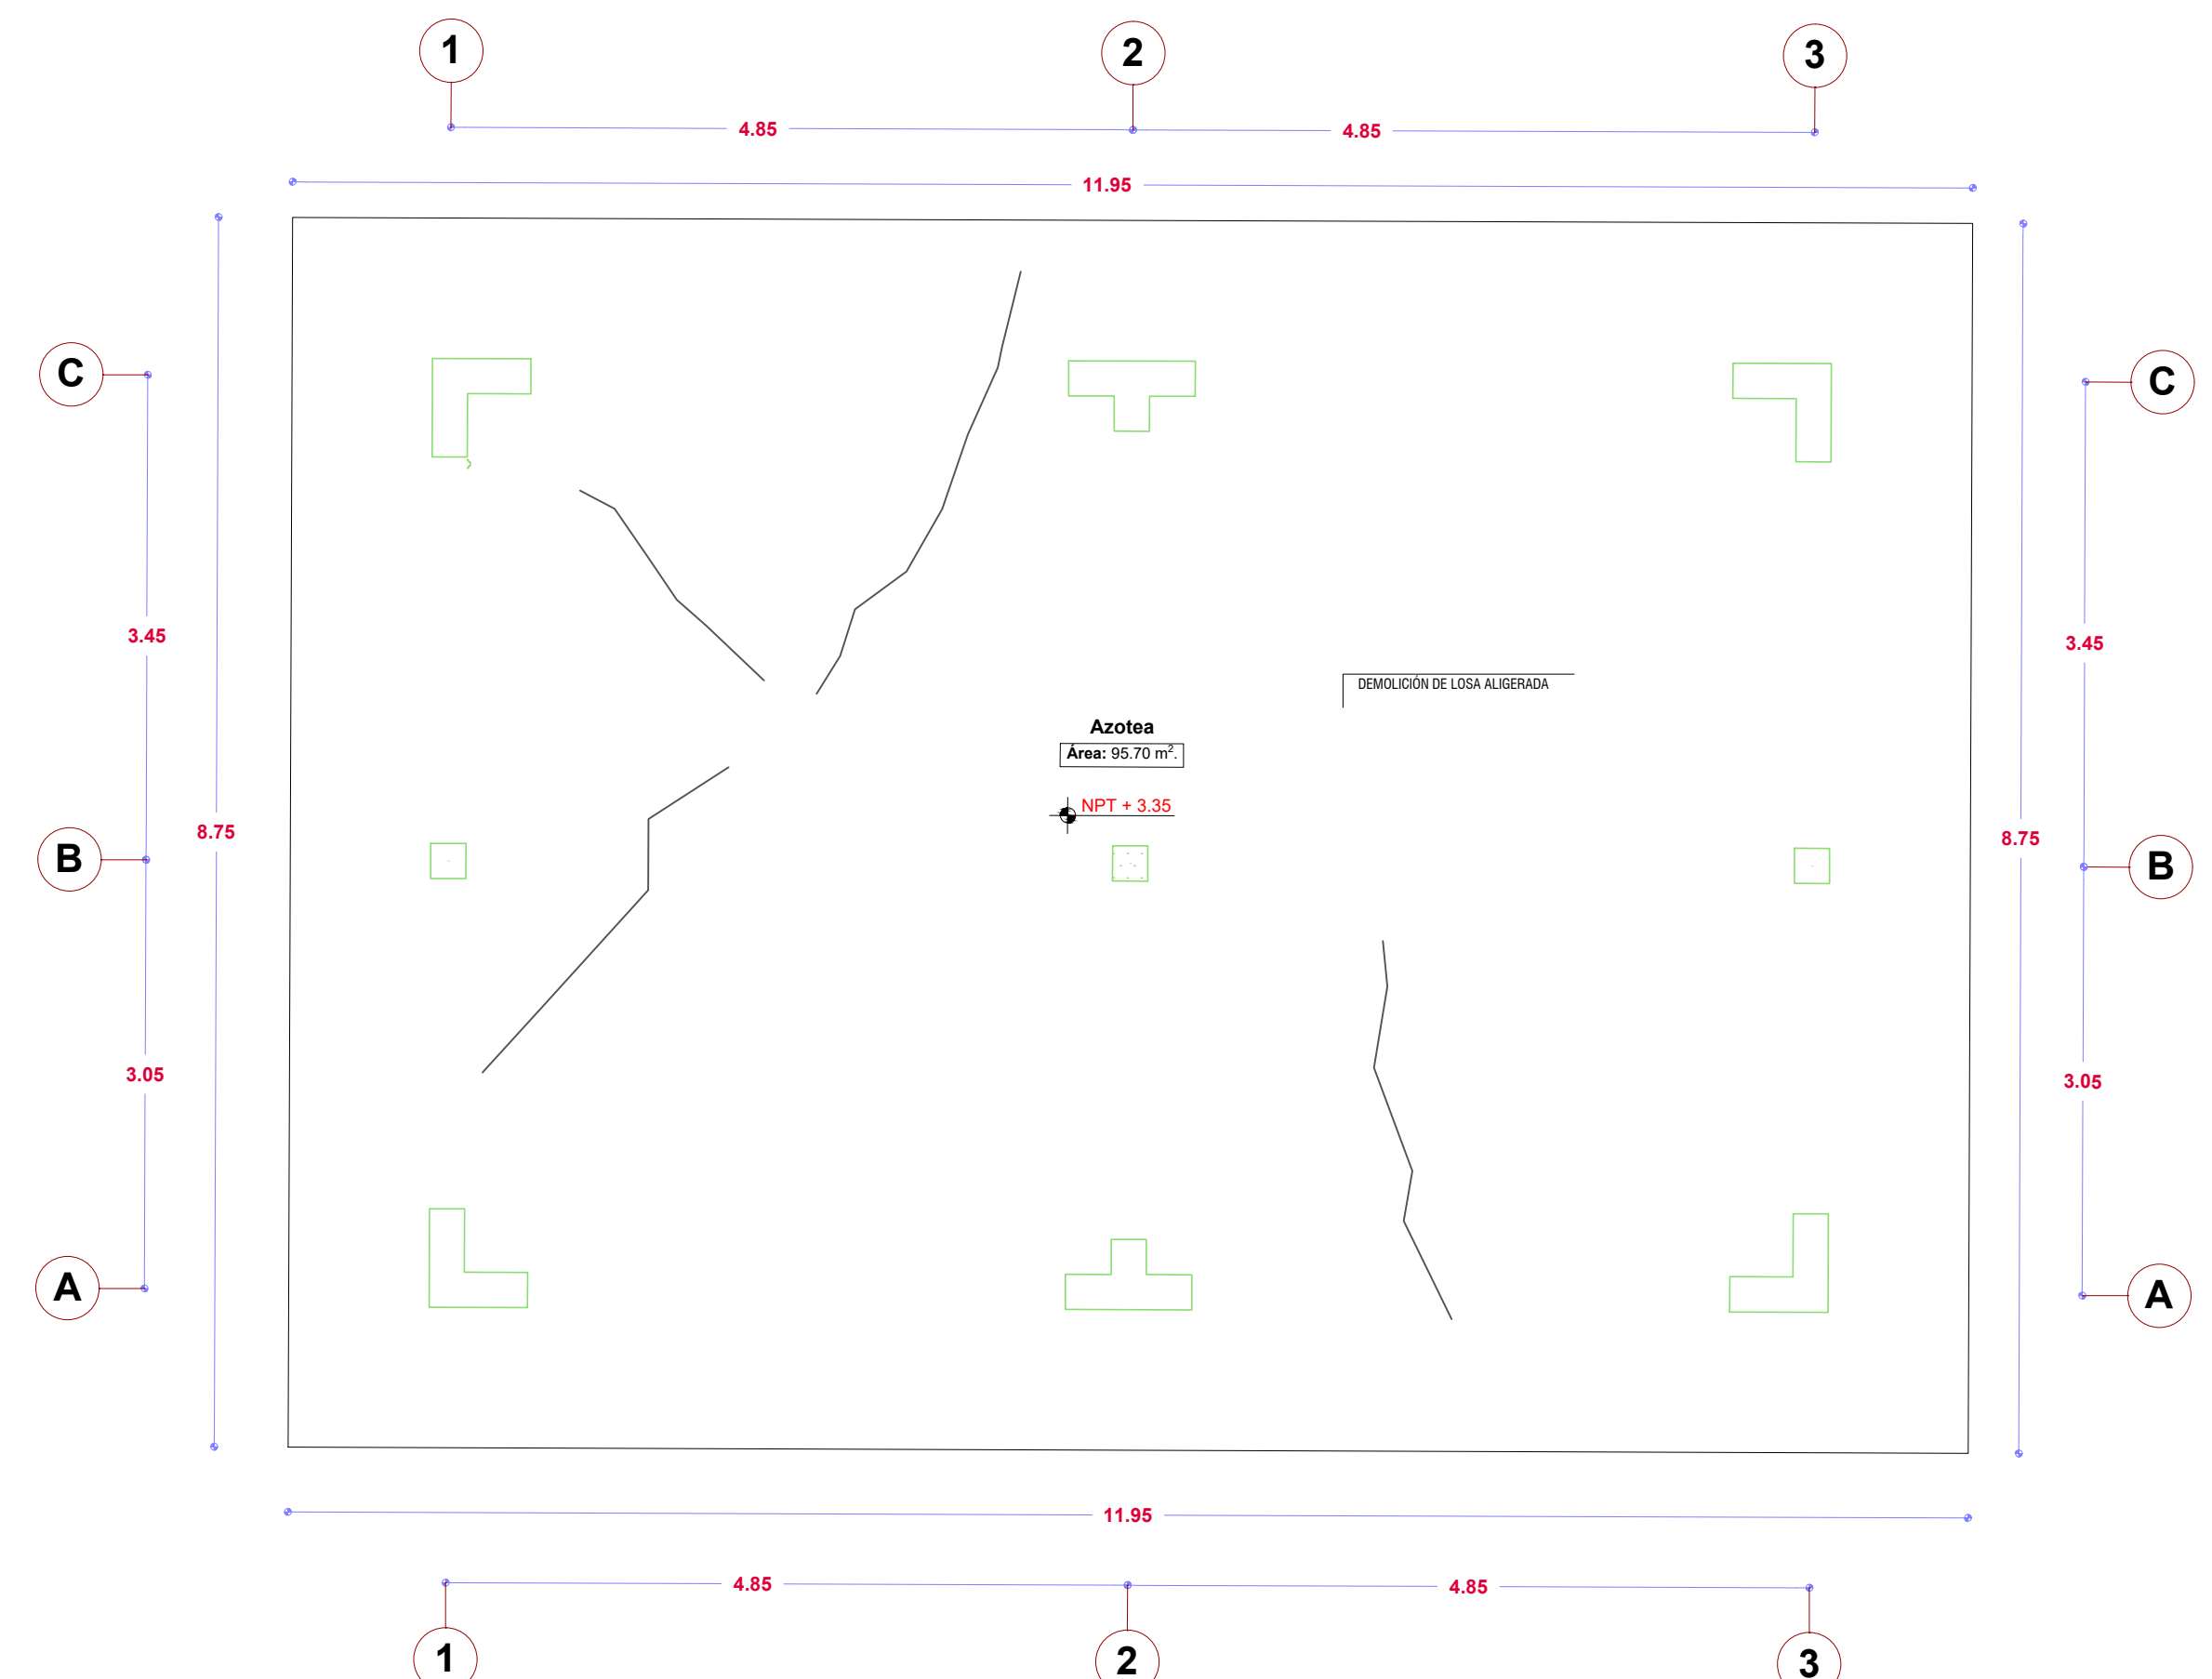 1 2 3
4.85 4.85
11.95
C C
3.45 3.45
DEMOLICIÓN DE LOSA ALIGERADA
Azotea
Área: 95.70 m².
NPT + 3.35
8.75 8.75
B B
3.05 3.05
A A
11.95
4.85 4.85
1 2 3